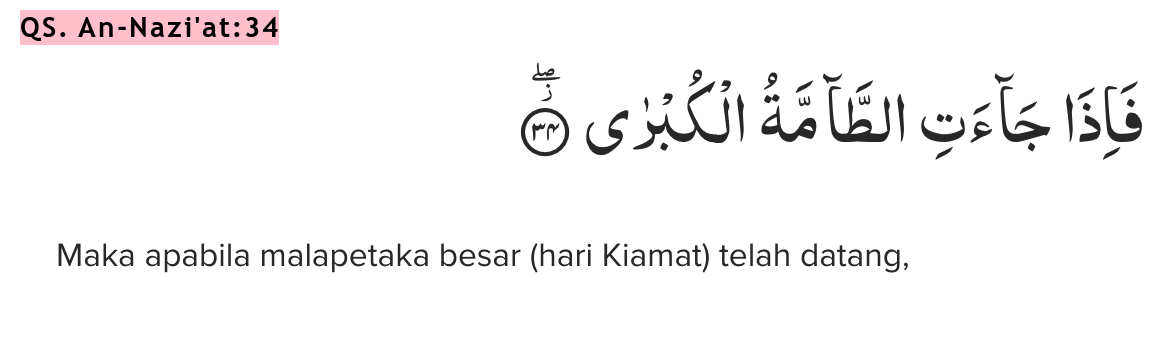 QS. An-Nazi'at:34
فَاِذَا جَاۤءَتِ الطَّاۤمَّةُ الْكُبْرٰىۖ ز ٣٤
Maka apabila malapetaka besar (hari Kiamat) telah datang,